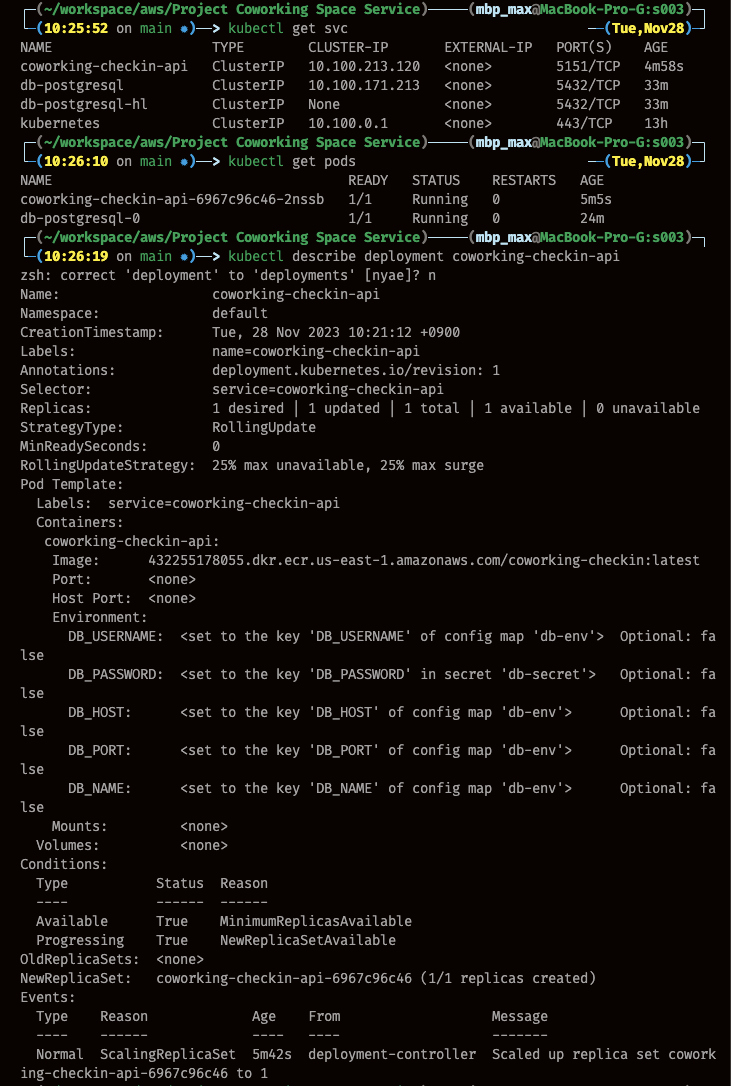 (~/workspace/aws/Project Coworking Space Service)——(mbp_max@MacBook-Pro-G:s003)
(10:25:52 on main ✹)—> kubectl get svc —(Tue,Nov28)
NAME TYPE CLUSTER-IP EXTERNAL-IP PORT(S) AGE
coworking-checkin-api ClusterIP 10.100.213.120 <none> 5151/TCP 4m58s
db-postgresql ClusterIP 10.100.171.213 <none> 5432/TCP 33m
db-postgresql-hl ClusterIP None <none> 5432/TCP 33m
kubernetes ClusterIP 10.100.0.1 <none> 443/TCP 13h
(~/workspace/aws/Project Coworking Space Service)——(mbp_max@MacBook-Pro-G:s003)
(10:26:10 on main ✹)—> kubectl get pods —(Tue,Nov28)
NAME READY STATUS RESTARTS AGE
coworking-checkin-api-6967c96c46-2nssb 1/1 Running 0 5m5s
db-postgresql-0 1/1 Running 0 24m
(~/workspace/aws/Project Coworking Space Service)——(mbp_max@MacBook-Pro-G:s003)
(10:26:19 on main ✹)—> kubectl describe deployment coworking-checkin-api
zsh: correct 'deployment' to 'deployments' [nyae]? n
Name: coworking-checkin-api
Namespace: default
CreationTimestamp: Tue, 28 Nov 2023 10:21:12 +0900
Labels: name=coworking-checkin-api
Annotations: deployment.kubernetes.io/revision: 1
Selector: service=coworking-checkin-api
Replicas: 1 desired | 1 updated | 1 total | 1 available | 0 unavailable
StrategyType: RollingUpdate
MinReadySeconds: 0
RollingUpdateStrategy: 25% max unavailable, 25% max surge
Pod Template:
Labels: service=coworking-checkin-api
Containers:
coworking-checkin-api:
Image: 432255178055.dkr.ecr.us-east-1.amazonaws.com/coworking-checkin:latest
Port: <none>
Host Port: <none>
Environment:
DB_USERNAME: <set to the key 'DB_USERNAME' of config map 'db-env'> Optional: fa
lse
DB_PASSWORD: <set to the key 'DB_PASSWORD' in secret 'db-secret'> Optional: fa
lse
DB_HOST: <set to the key 'DB_HOST' of config map 'db-env'> Optional: fa
lse
DB_PORT: <set to the key 'DB_PORT' of config map 'db-env'> Optional: fa
lse
DB_NAME: <set to the key 'DB_NAME' of config map 'db-env'> Optional: fa
lse
Mounts: <none>
Volumes: <none>
Conditions:
Type Status Reason
---- ------ ------
Available True MinimumReplicasAvailable
Progressing True NewReplicaSetAvailable
OldReplicaSets: <none>
NewReplicaSet: coworking-checkin-api-6967c96c46 (1/1 replicas created)
Events:
Type Reason Age From Message
---- ------ ---- ---- -------
Normal ScalingReplicaSet 5m42s deployment-controller Scaled up replica set cowork
ing-checkin-api-6967c96c46 to 1